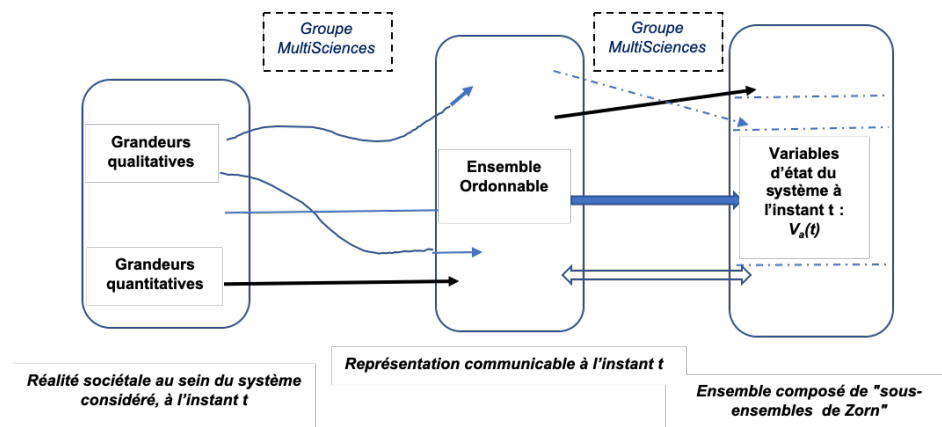 Groupe
MultiSciences
Groupe
MultiSciences
Grandeurs
qualitatives
Grandeurs
quantitatives
Ensemble
Ordonnable
Variables
d’état du
système à
l’instant t :
Va(t)
Réalité sociétale au sein du système
considéré, à l’instant t
Représentation communicable à l’instant t
Ensemble composé de "sous-
ensembles de Zorn"